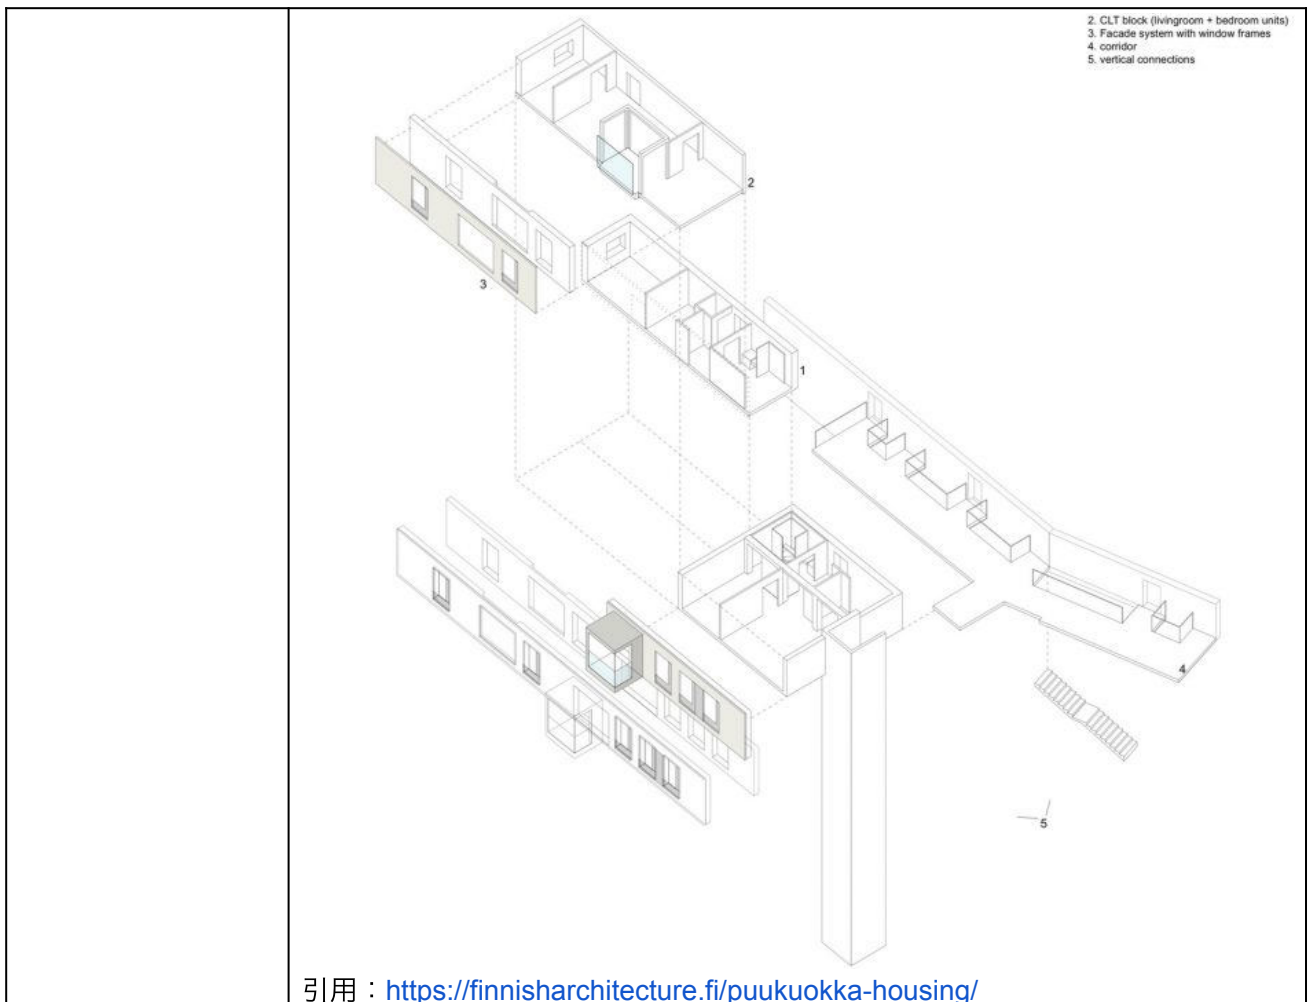 2. CLT block (livingroom + bedroom units)
3. Facade system with window frames
4. corridor
5. vertical connections
2
3
1
4
5
引用：https://finnisharchitecture.fi/puukuokka-housing/